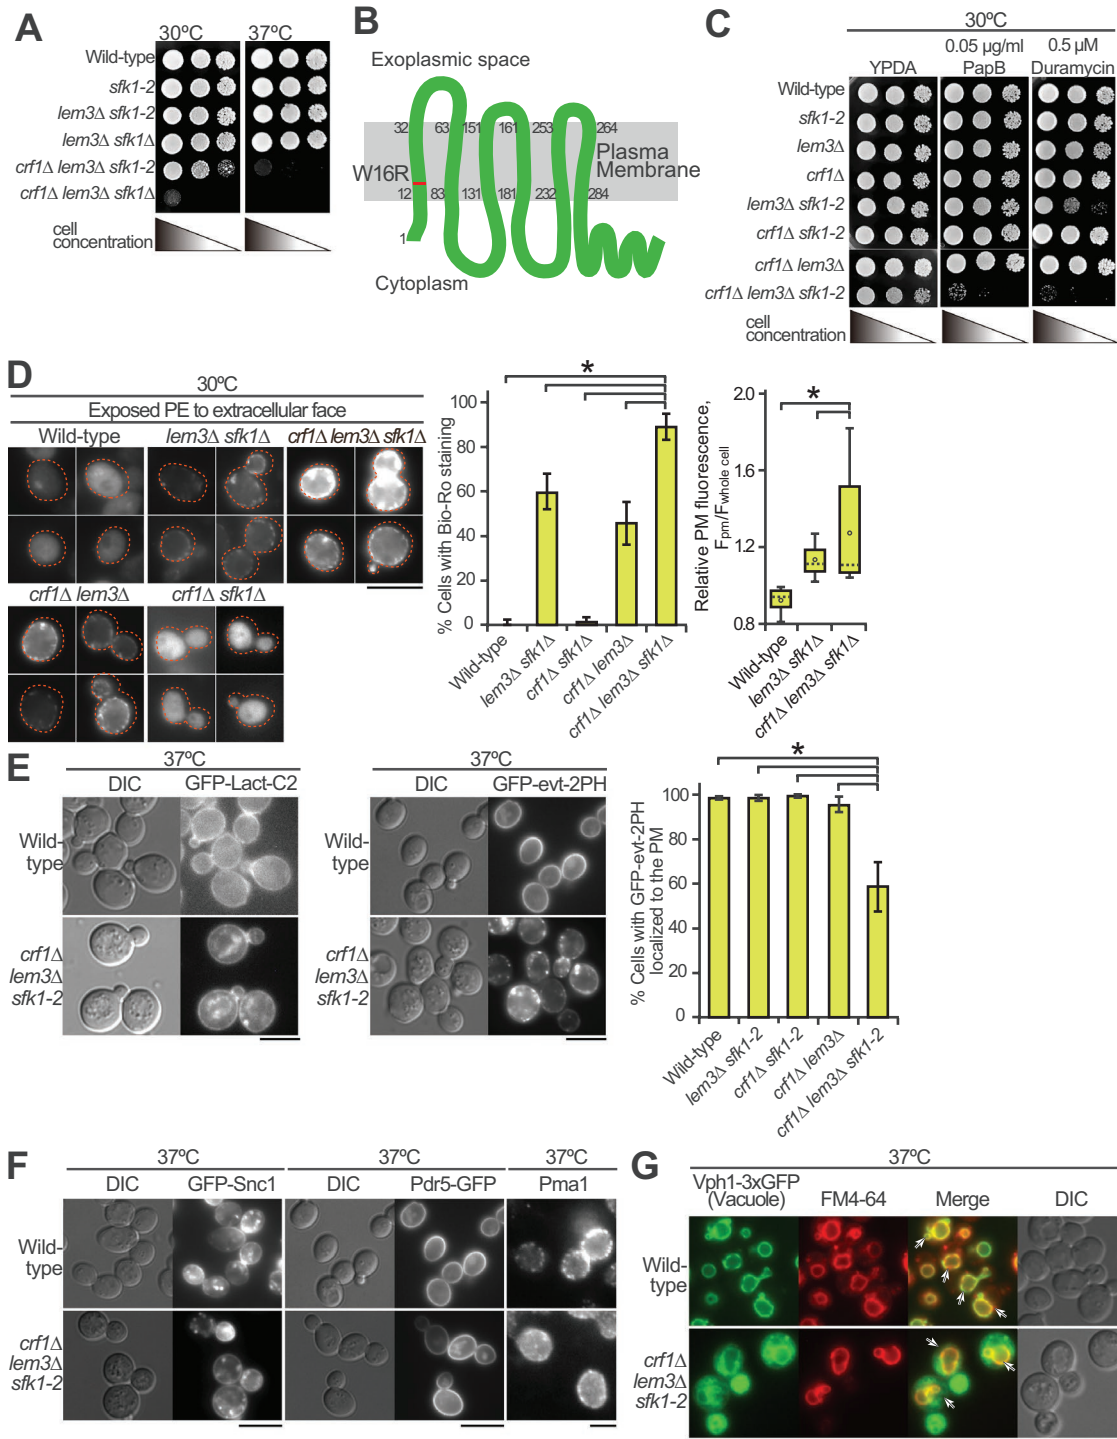 A
30ºC
37ºC
Wild-type
sfk1-2
lem3Δ sfk1-2
lem3Δ sfk1Δ
crf1Δ lem3Δ sfk1-2
crf1Δ lem3Δ sfk1Δ
cell
concentration
B
Exoplasmic space
32 63 151 161 253 264
Plasma
Membrane
W16R
12 83 131 181 232 284
1
Cytoplasm
C
30ºC
0.05 µg/ml 0.5 µM
YPDA PapB Duramycin
Wild-type
sfk1-2
lem3Δ
crf1Δ
lem3Δ sfk1-2
crf1Δ sfk1-2
crf1Δ lem3Δ
crf1Δ lem3Δ sfk1-2
cell
concentration
D
30ºC
Exposed PE to extracellular face
Wild-type lem3Δ sfk1Δ crf1Δ lem3Δ sfk1Δ
crf1Δ lem3Δ crf1Δ sfk1Δ
% Cells with Bio-Ro staining
100
80
60
40
20
0
*
Wild-type
lem3Δ sfk1Δ
crf1Δ sfk1Δ
crf1Δ lem3Δ
crf1Δ lem3Δ sfk1Δ
Relative PM fluorescence,
Fpm/Fwhole cell
2.0
1.6
1.2
0.8
*
Wild-type
lem3Δ sfk1Δ
crf1Δ lem3Δ sfk1Δ
E
37ºC
DIC GFP-Lact-C2
Wild-
type
crf1Δ
lem3Δ
sfk1-2
37ºC
DIC GFP-evt-2PH
Wild-
type
crf1Δ
lem3Δ
sfk1-2
% Cells with GFP-evt-2PH
localized to the PM
100
80
60
40
20
0
*
Wild-type
lem3Δ sfk1-2
crf1Δ sfk1-2
crf1Δ lem3Δ
crf1Δ lem3Δ sfk1-2
F
37ºC 37ºC 37ºC
DIC GFP-Snc1 DIC Pdr5-GFP Pma1
Wild-
type
crf1Δ
lem3Δ
sfk1-2
G
37ºC
Vph1-3xGFP
(Vacuole) FM4-64 Merge DIC
Wild-
type
crf1Δ
lem3Δ
sfk1-2